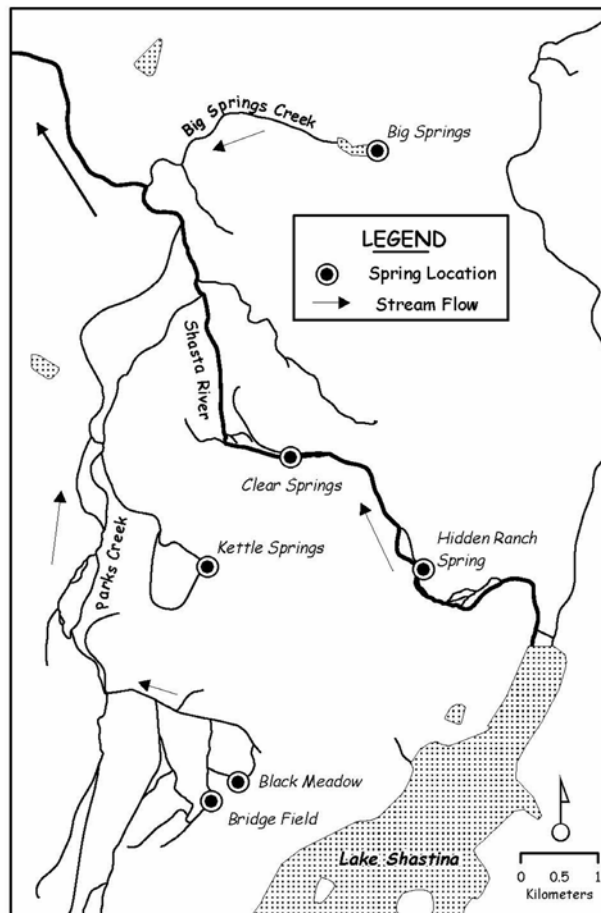 Big Springs Creek
Big Springs
LEGEND
Spring Location
Stream Flow
Shasta River
Clear Springs
Hidden Ranch
Spring
Kettle Springs
Parks Creek
Black Meadow
Bridge Field
Lake Shastina
0 0.5 1
Kilometers